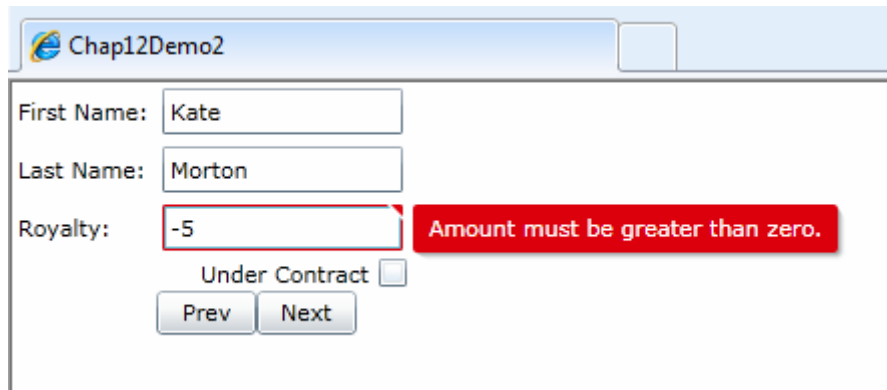 Chap12Demo2
First Name: Kate
Last Name: Morton
Royalty: -5 Amount must be greater than zero.
Under Contract
Prev Next